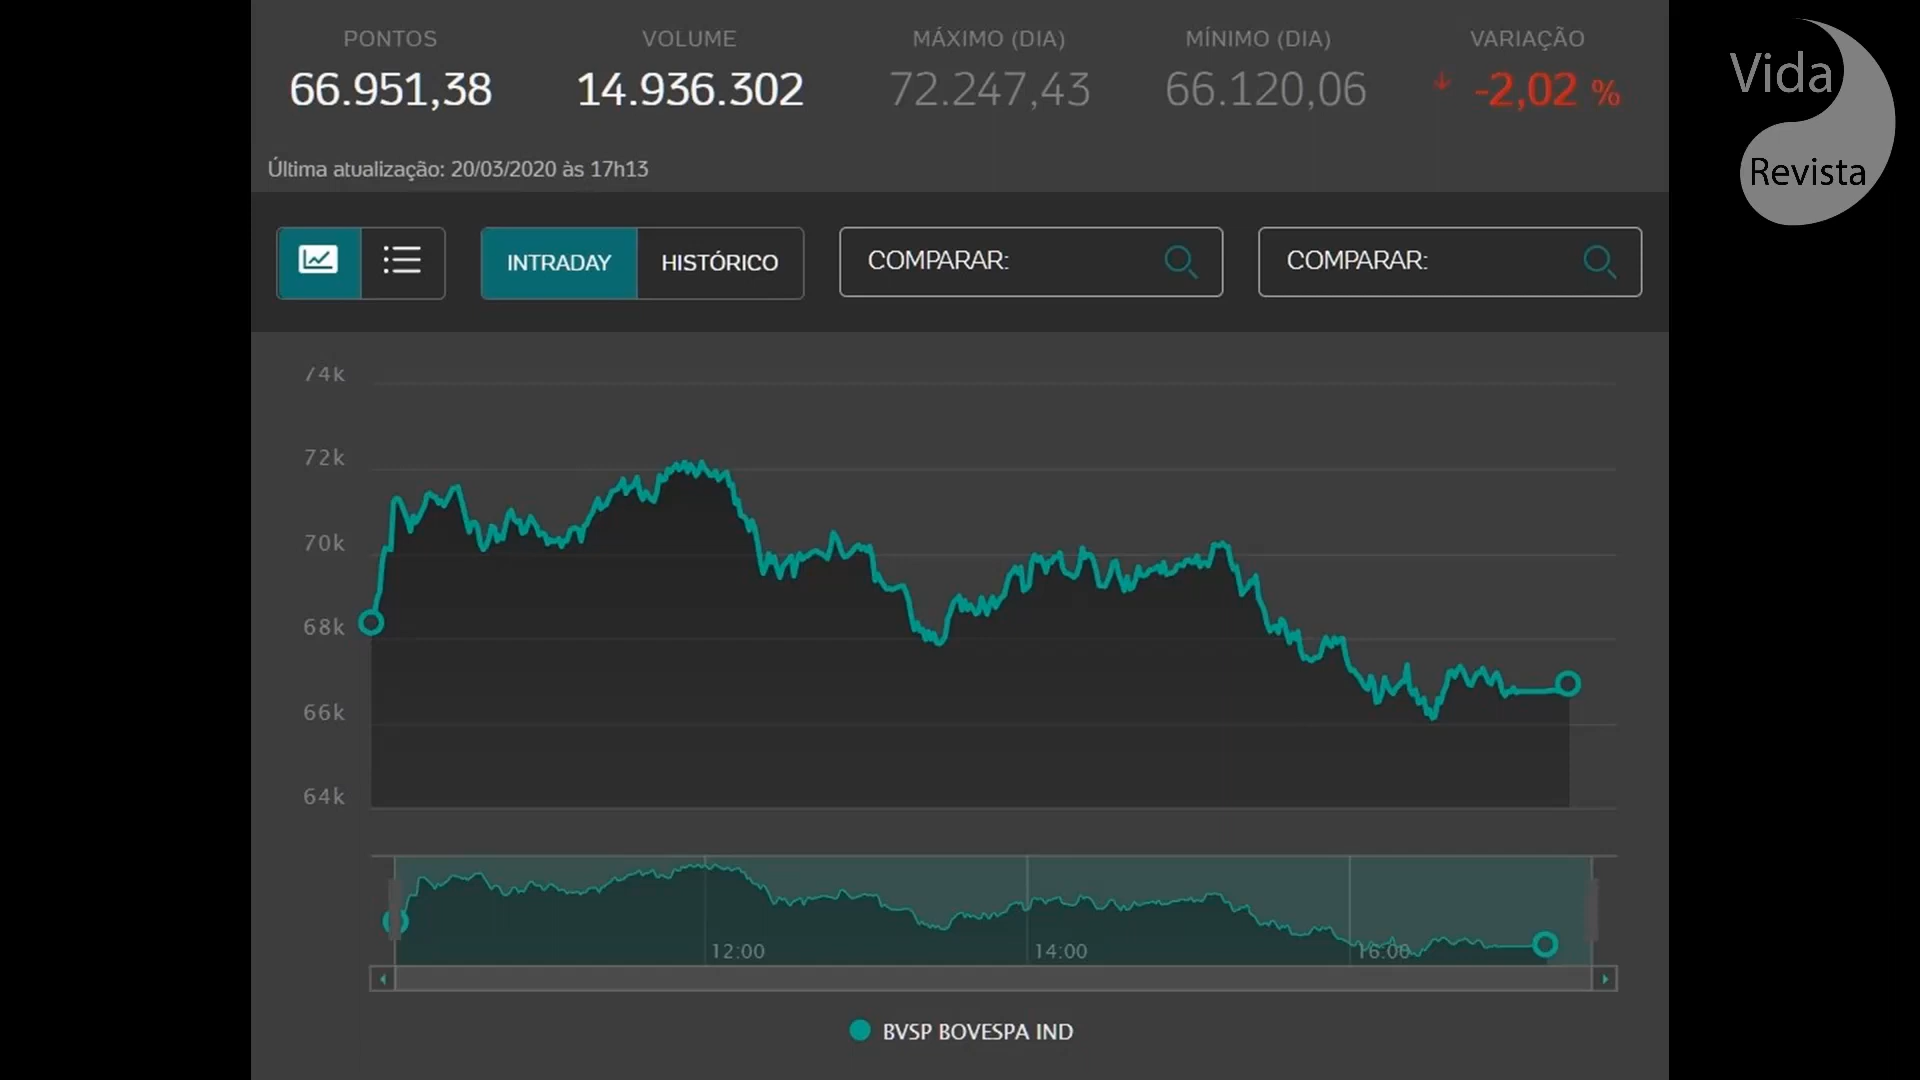 PONTOS VOLUME MÁXIMO (DIA) MÍNIMO (DIA) VARIAÇÃO
66.951,38 14.936.302 72.247,43 66.120,06 -2,02 %
Última atualização: 20/03/2020 às 17h13
INTRADAY HISTÓRICO COMPARAR: COMPARAR:
74k
72k
70k
68k
66k
64k
12:00 14:00 16:00
BVSP BOVESPA IND
Vida
Revista